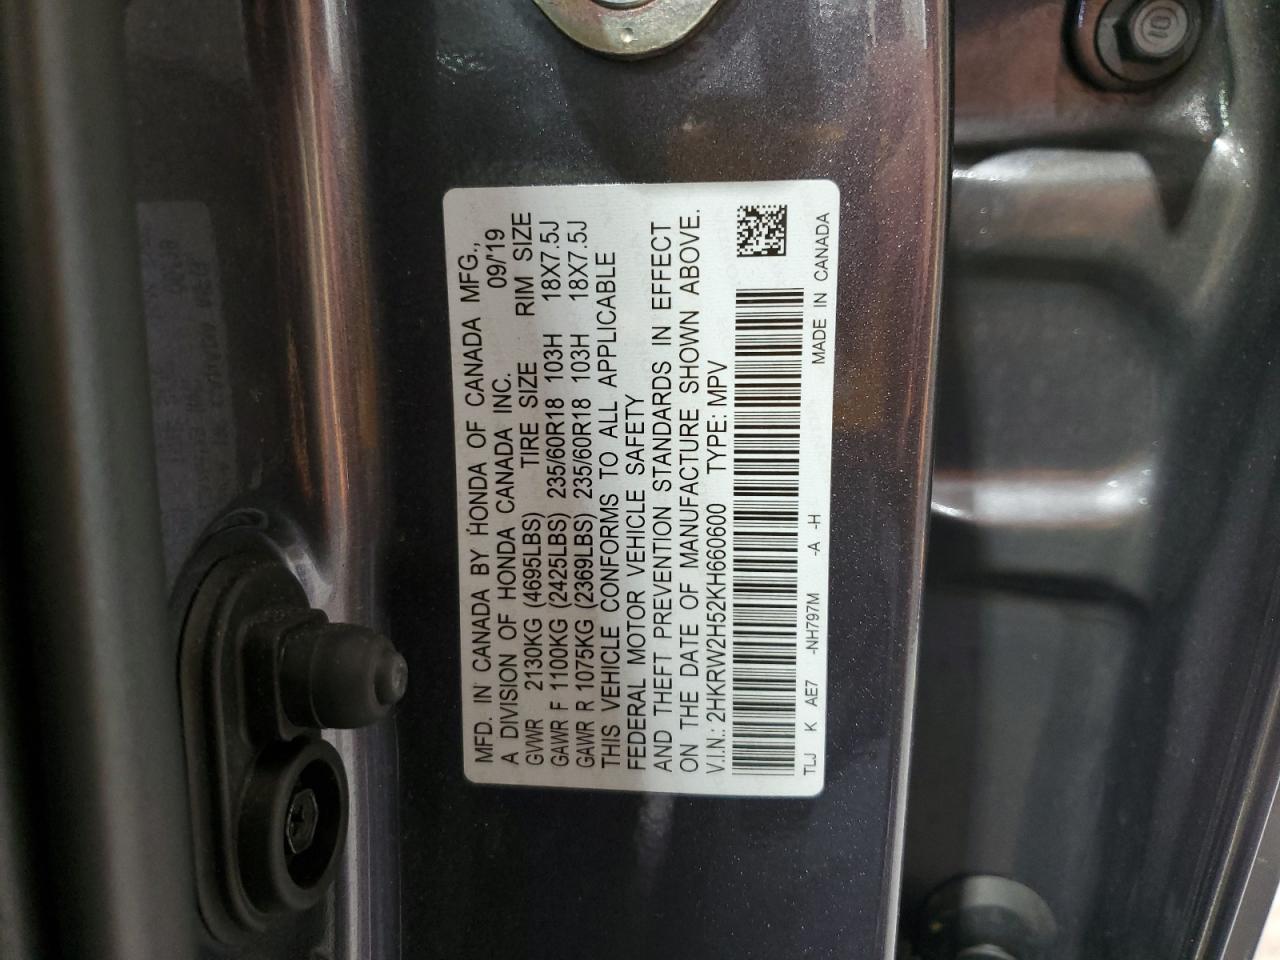 MFD. IN CANADA BY HONDA OF CANADA MFG.,
A DIVISION OF HONDA CANADA INC. 09/'19
GVWR 2130KG (4695LBS) TIRE SIZE RIM SIZE
GAWR F 1100KG (2425LBS) 235/60R18 103H 18X7.5J
GAWR R 1075KG (2369LBS) 235/60R18 103H 18X7.5J
THIS VEHICLE CONFORMS TO ALL APPLICABLE
FEDERAL MOTOR VEHICLE SAFETY
AND THEFT PREVENTION STANDARDS IN EFFECT
ON THE DATE OF MANUFACTURE SHOWN ABOVE.
V.I.N.: 2HKRW2H52KH660600 TYPE: MPV
TLJ K AE7 -NH797M -A -H MADE IN CANADA
10